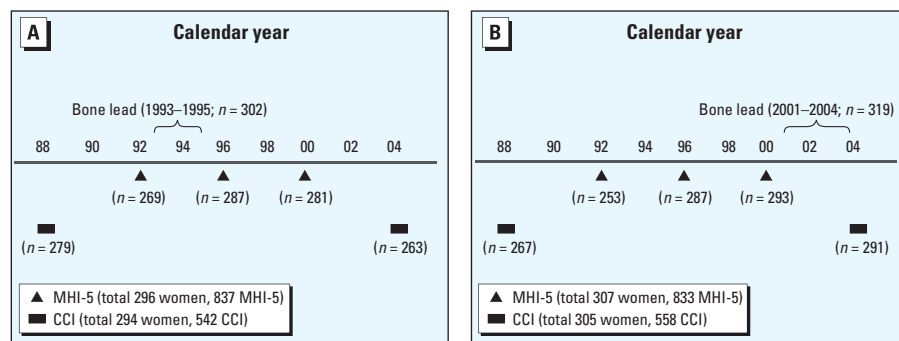 A
Calendar year
Bone lead (1993–1995; n = 302)
88 90 92 94 96 98 00 02 04
(n = 269) (n = 287) (n = 281)
(n = 279) (n = 263)
MHI-5 (total 296 women, 837 MHI-5)
CCI (total 294 women, 542 CCI)
B
Calendar year
Bone lead (2001–2004; n = 319)
88 90 92 94 96 98 00 02 04
(n = 253) (n = 287) (n = 293)
(n = 267) (n = 291)
MHI-5 (total 307 women, 833 MHI-5)
CCI (total 305 women, 558 CCI)